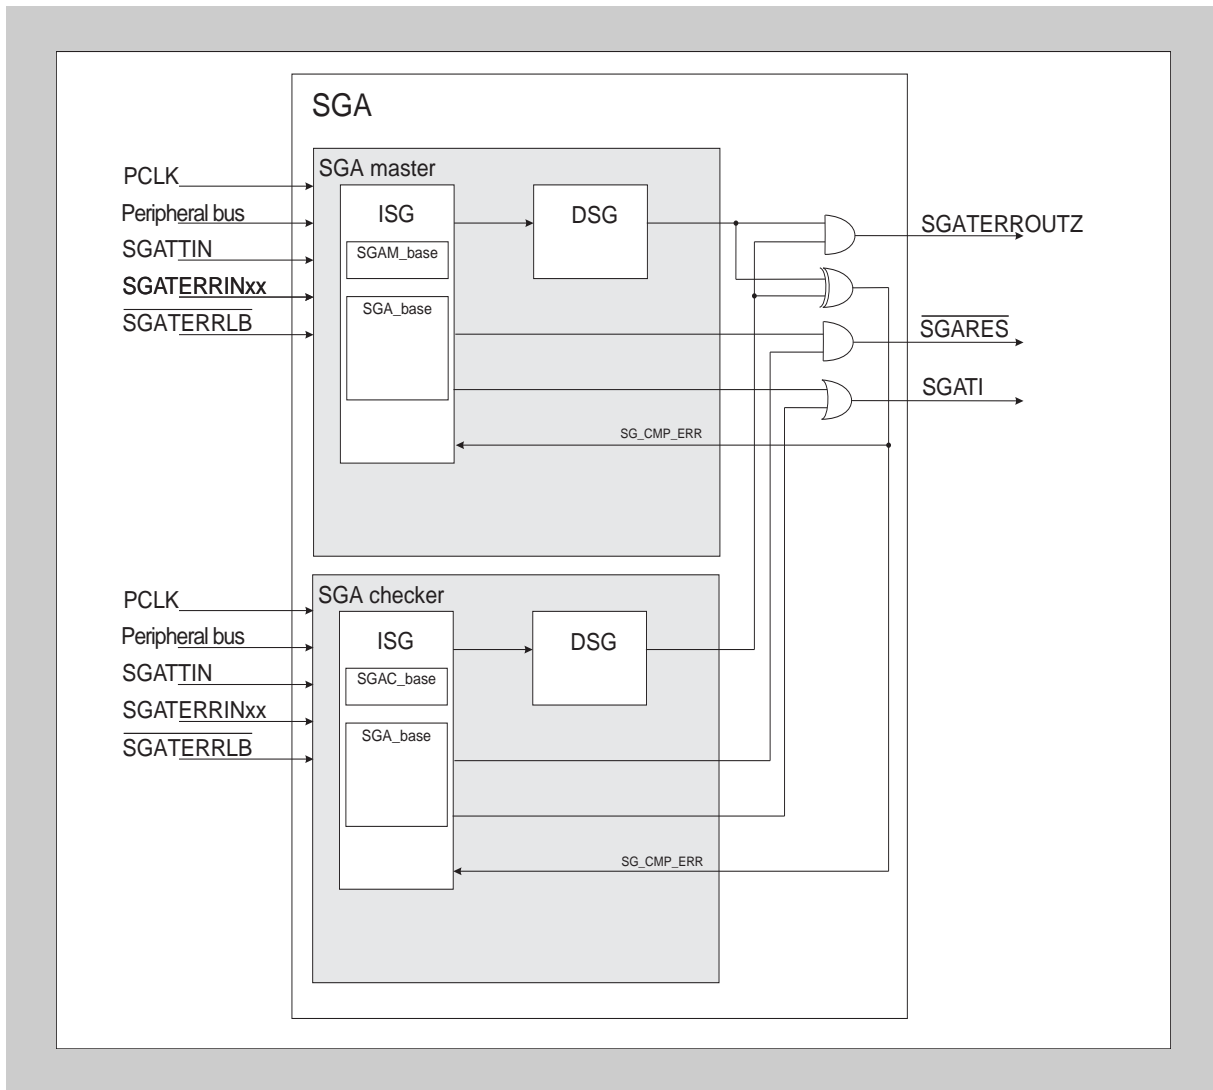 SGA
SGA master
PCLK
Peripheral bus
SGATTIN
SGATERRINxx
SGATERRLB
ISG
SGAM_base
SGA_base
DSG
SG_CMP_ERR
SGATERROUTZ
SGARES
SGATI
SGA checker
PCLK
Peripheral bus
SGATTIN
SGATERRINxx
SGATERRLB
ISG
SGAC_base
SGA_base
DSG
SG_CMP_ERR